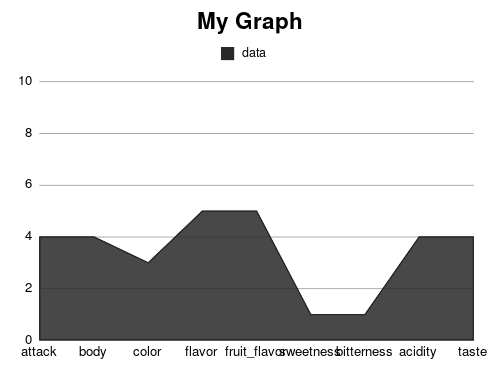 My Graph
data
10
8
6
4
2
0
attack body color flavor fruit_flavor sweetness bitterness acidity taste